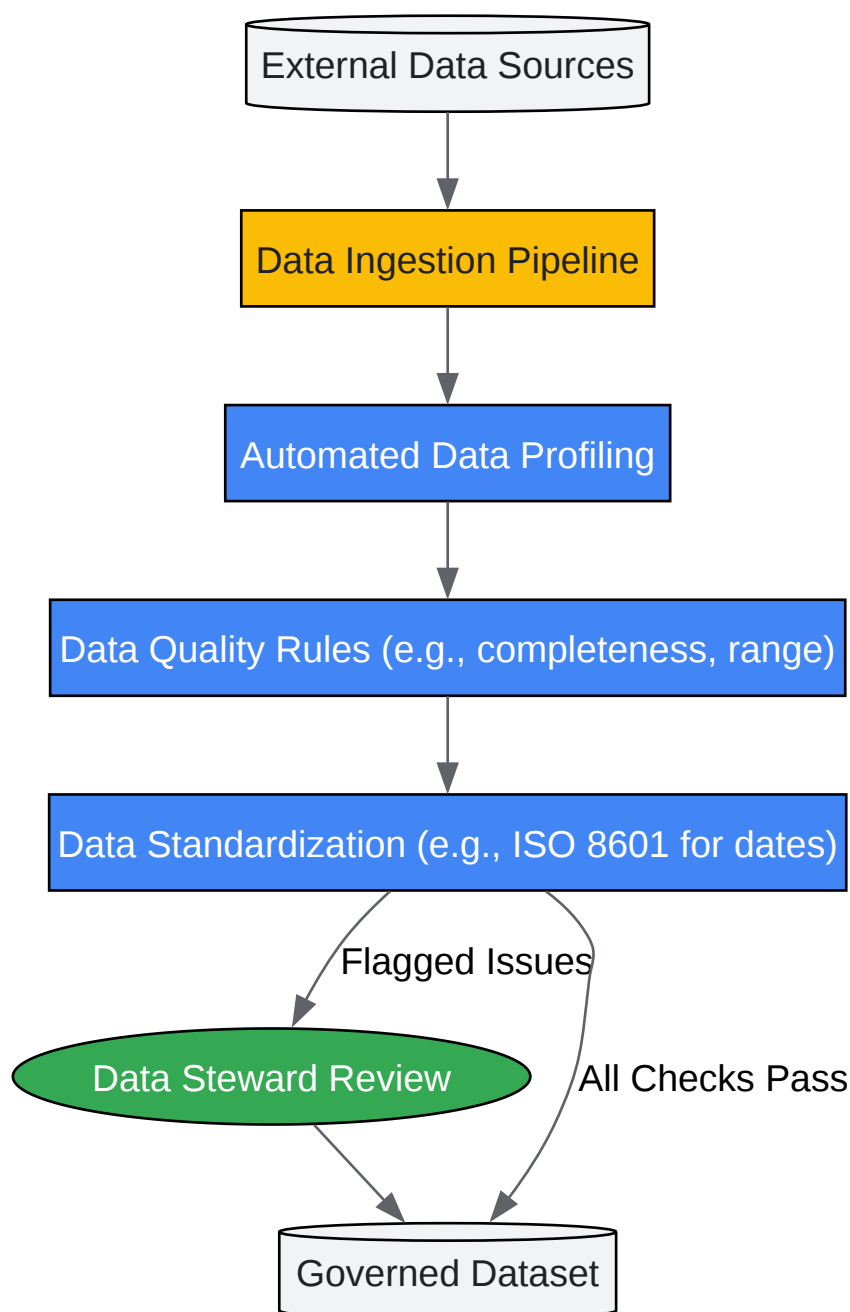 External Data Sources
Data Ingestion Pipeline
Automated Data Profiling
Data Quality Rules (e.g., completeness, range)
Data Standardization (e.g., ISO 8601 for dates)
Flagged Issues
Data Steward Review
All Checks Pass
Governed Dataset